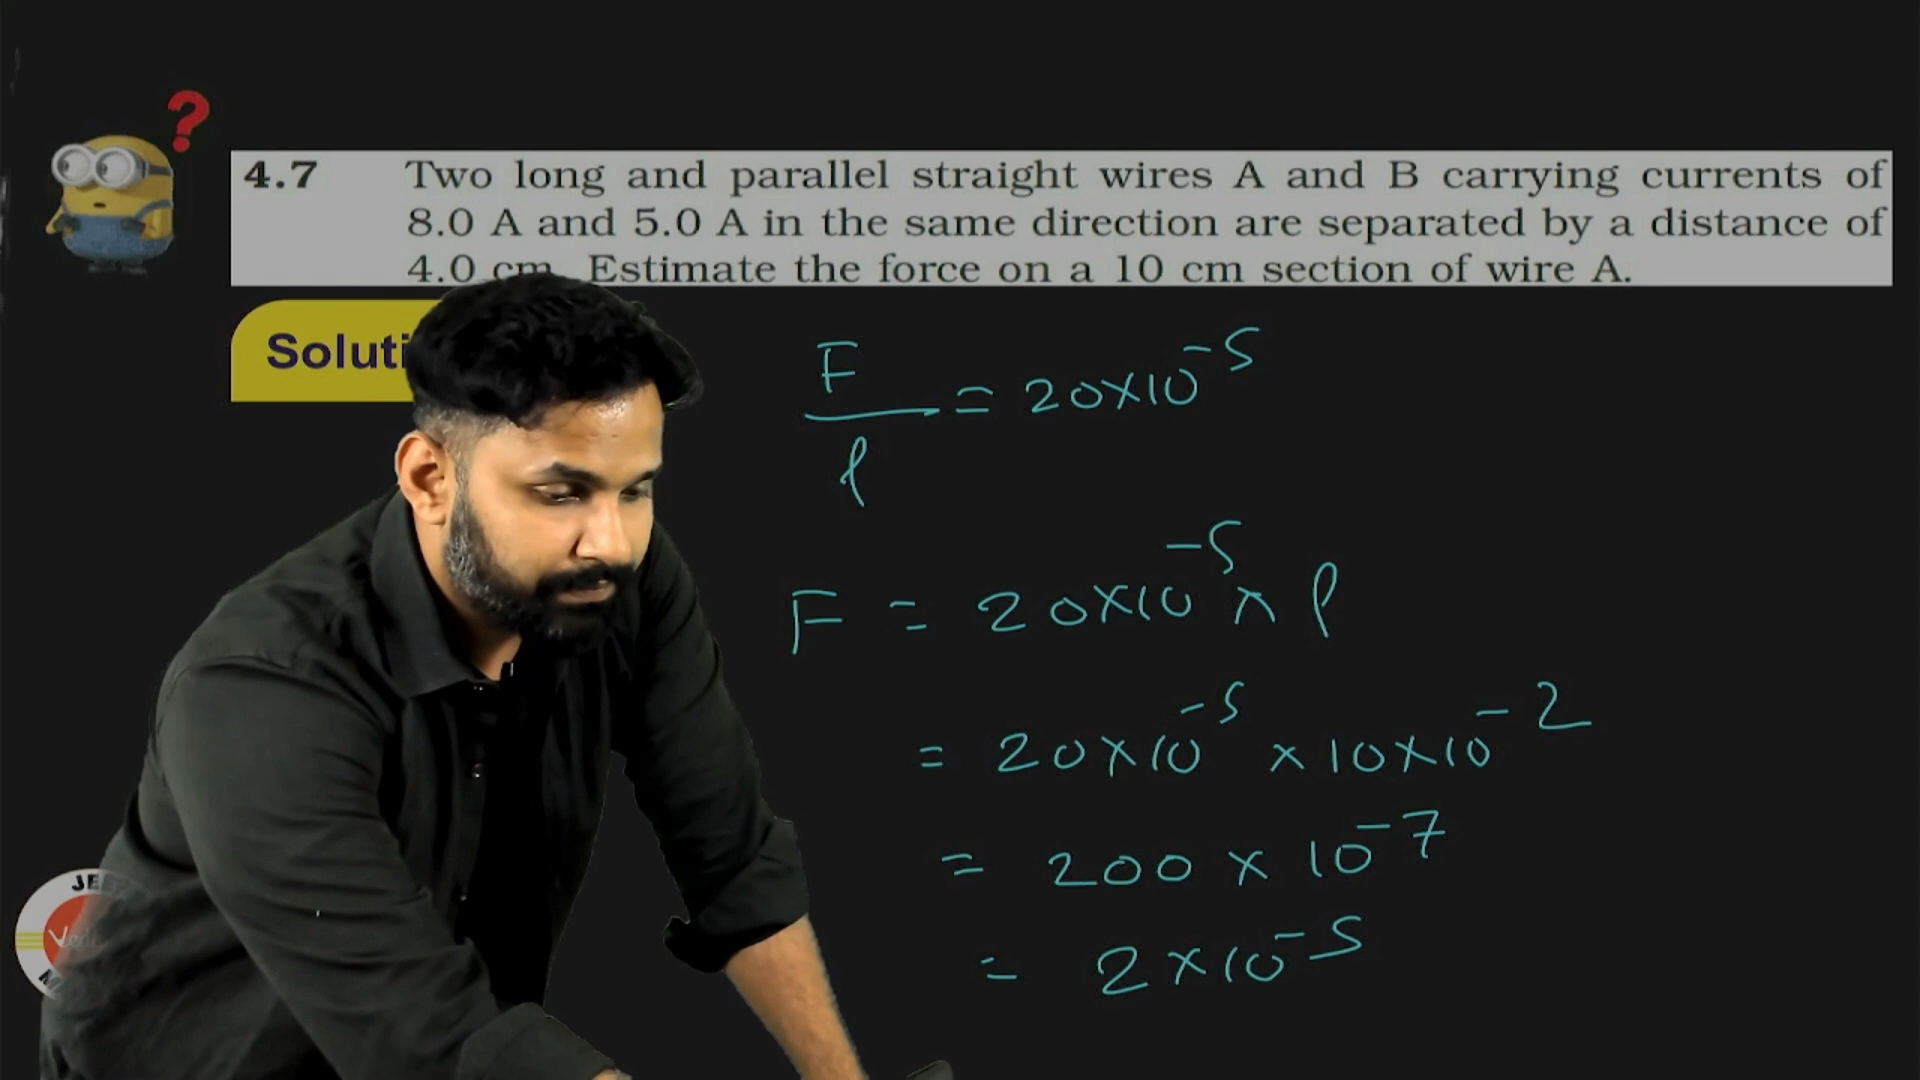 4.7 Two long and parallel straight wires A and B carrying currents of
8.0 A and 5.0 A in the same direction are separated by a distance of
4.0 cm. Estimate the force on a 10 cm section of wire A.
Soluti
F/l = 20×10⁻⁵
F = 20×10⁻⁵ × l
= 20×10⁻⁵ × 10×10⁻²
= 200 × 10⁻⁷
= 2×10⁻⁵
JEE